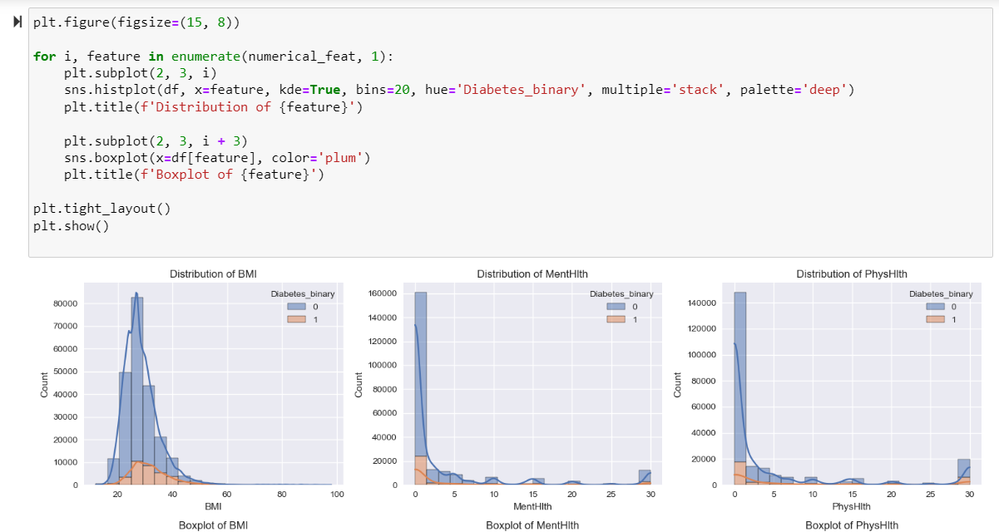 plt.figure(figsize=(15, 8))
for i, feature in enumerate(numerical_feat, 1):
    plt.subplot(2, 3, i)
    sns.histplot(df, x=feature, kde=True, bins=20, hue='Diabetes_binary', multiple='stack', palette='deep')
    plt.title(f'Distribution of {feature}')
    plt.subplot(2, 3, i + 3)
    sns.boxplot(x=df[feature], color='plum')
    plt.title(f'Boxplot of {feature}')
plt.tight_layout()
plt.show()
Distribution of BMI
Diabetes_binary
0
1
80000
70000
60000
50000
40000
30000
20000
10000
0
Count
20 40 60 80 100
BMI
Distribution of MentHlth
Diabetes_binary
0
1
160000
140000
120000
100000
80000
60000
40000
20000
0
Count
0 5 10 15 20 25 30
MentHlth
Distribution of PhysHlth
Diabetes_binary
0
1
140000
120000
100000
80000
60000
40000
20000
0
Count
0 5 10 15 20 25 30
PhysHlth
Boxplot of BMI
Boxplot of MentHlth
Boxplot of PhysHlth